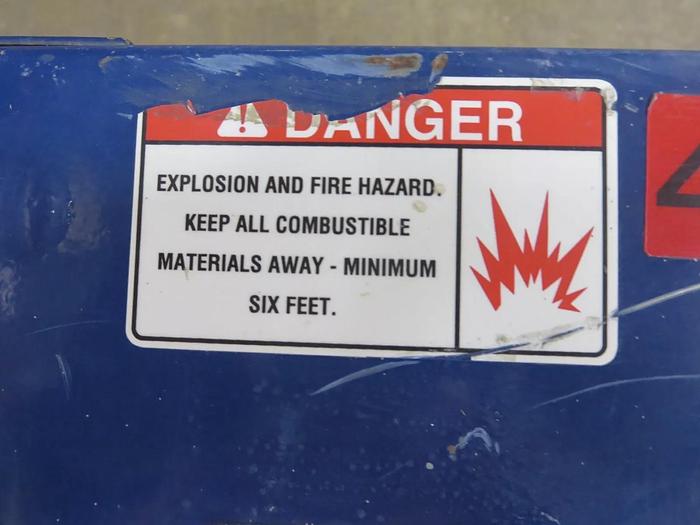 DANGER
EXPLOSION AND FIRE HAZARD.
KEEP ALL COMBUSTIBLE
MATERIALS AWAY - MINIMUM
SIX FEET.